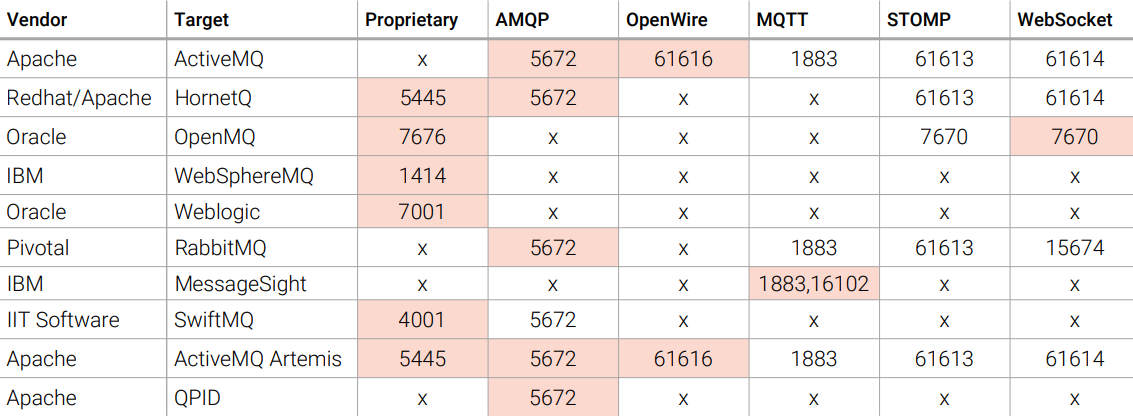 Vendor Target Proprietary AMQP OpenWire MQTT STOMP WebSocket
Apache ActiveMQ x 5672 61616 1883 61613 61614
Redhat/Apache HornetQ 5445 5672 x x 61613 61614
Oracle OpenMQ 7676 x x x 7670 7670
IBM WebSphereMQ 1414 x x x x x
Oracle Weblogic 7001 x x x x x
Pivotal RabbitMQ x 5672 x 1883 61613 15674
IBM MessageSight x x x 1883,16102 x x
IIT Software SwiftMQ 4001 5672 x x x x
Apache ActiveMQ Artemis 5445 5672 61616 1883 61613 61614
Apache QPID x 5672 x x x x